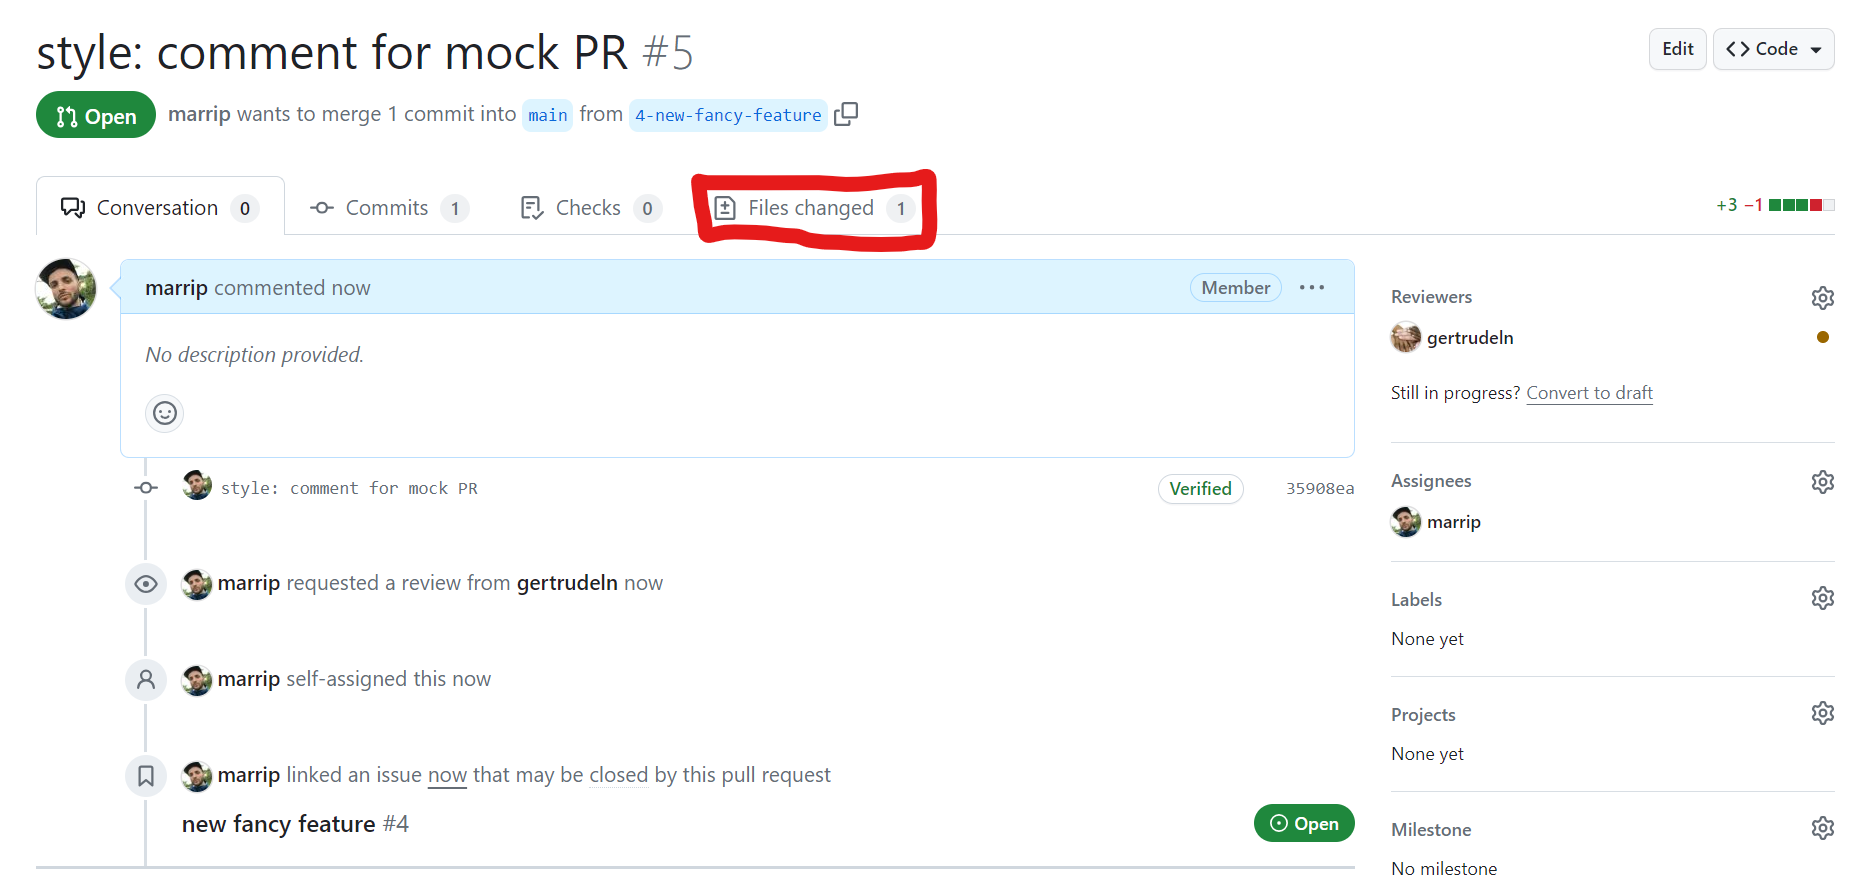 style: comment for mock PR #5
Edit
Code
Open
marrip wants to merge 1 commit into main from 4-new-fancy-feature
Conversation 0
Commits 1
Checks 0
Files changed 1
+3 −1
marrip commented now
Member
No description provided.
style: comment for mock PR
Verified
35908ea
marrip requested a review from gertrudeln now
marrip self-assigned this now
marrip linked an issue now that may be closed by this pull request
new fancy feature #4
Open
Reviewers
gertrudeln
Still in progress? Convert to draft
Assignees
marrip
Labels
None yet
Projects
None yet
Milestone
No milestone